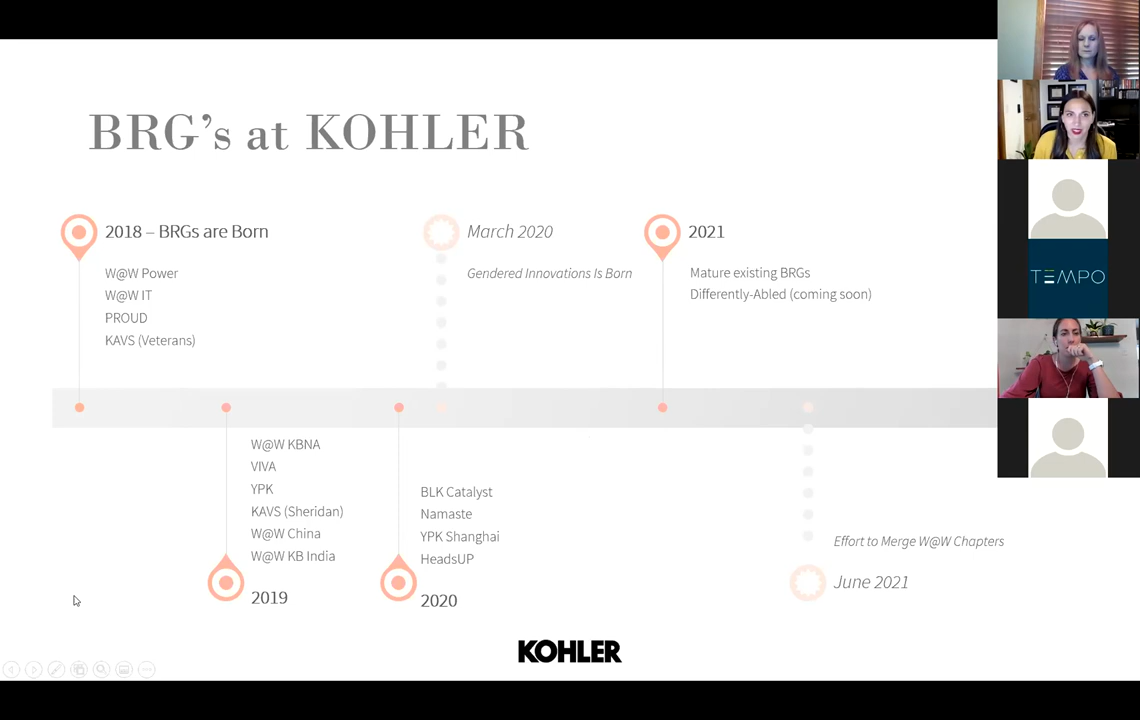 BRG's at KOHLER
2018 – BRGs are Born
W@W Power
W@W IT
PROUD
KAVS (Veterans)
March 2020
Gendered Innovations Is Born
2021
Mature existing BRGs
Differently-Abled (coming soon)
TEMPO
W@W KBNA
VIVA
YPK
KAVS (Sheridan)
W@W China
W@W KB India
2019
BLK Catalyst
Namaste
YPK Shanghai
HeadsUP
2020
Effort to Merge W@W Chapters
June 2021
KOHLER